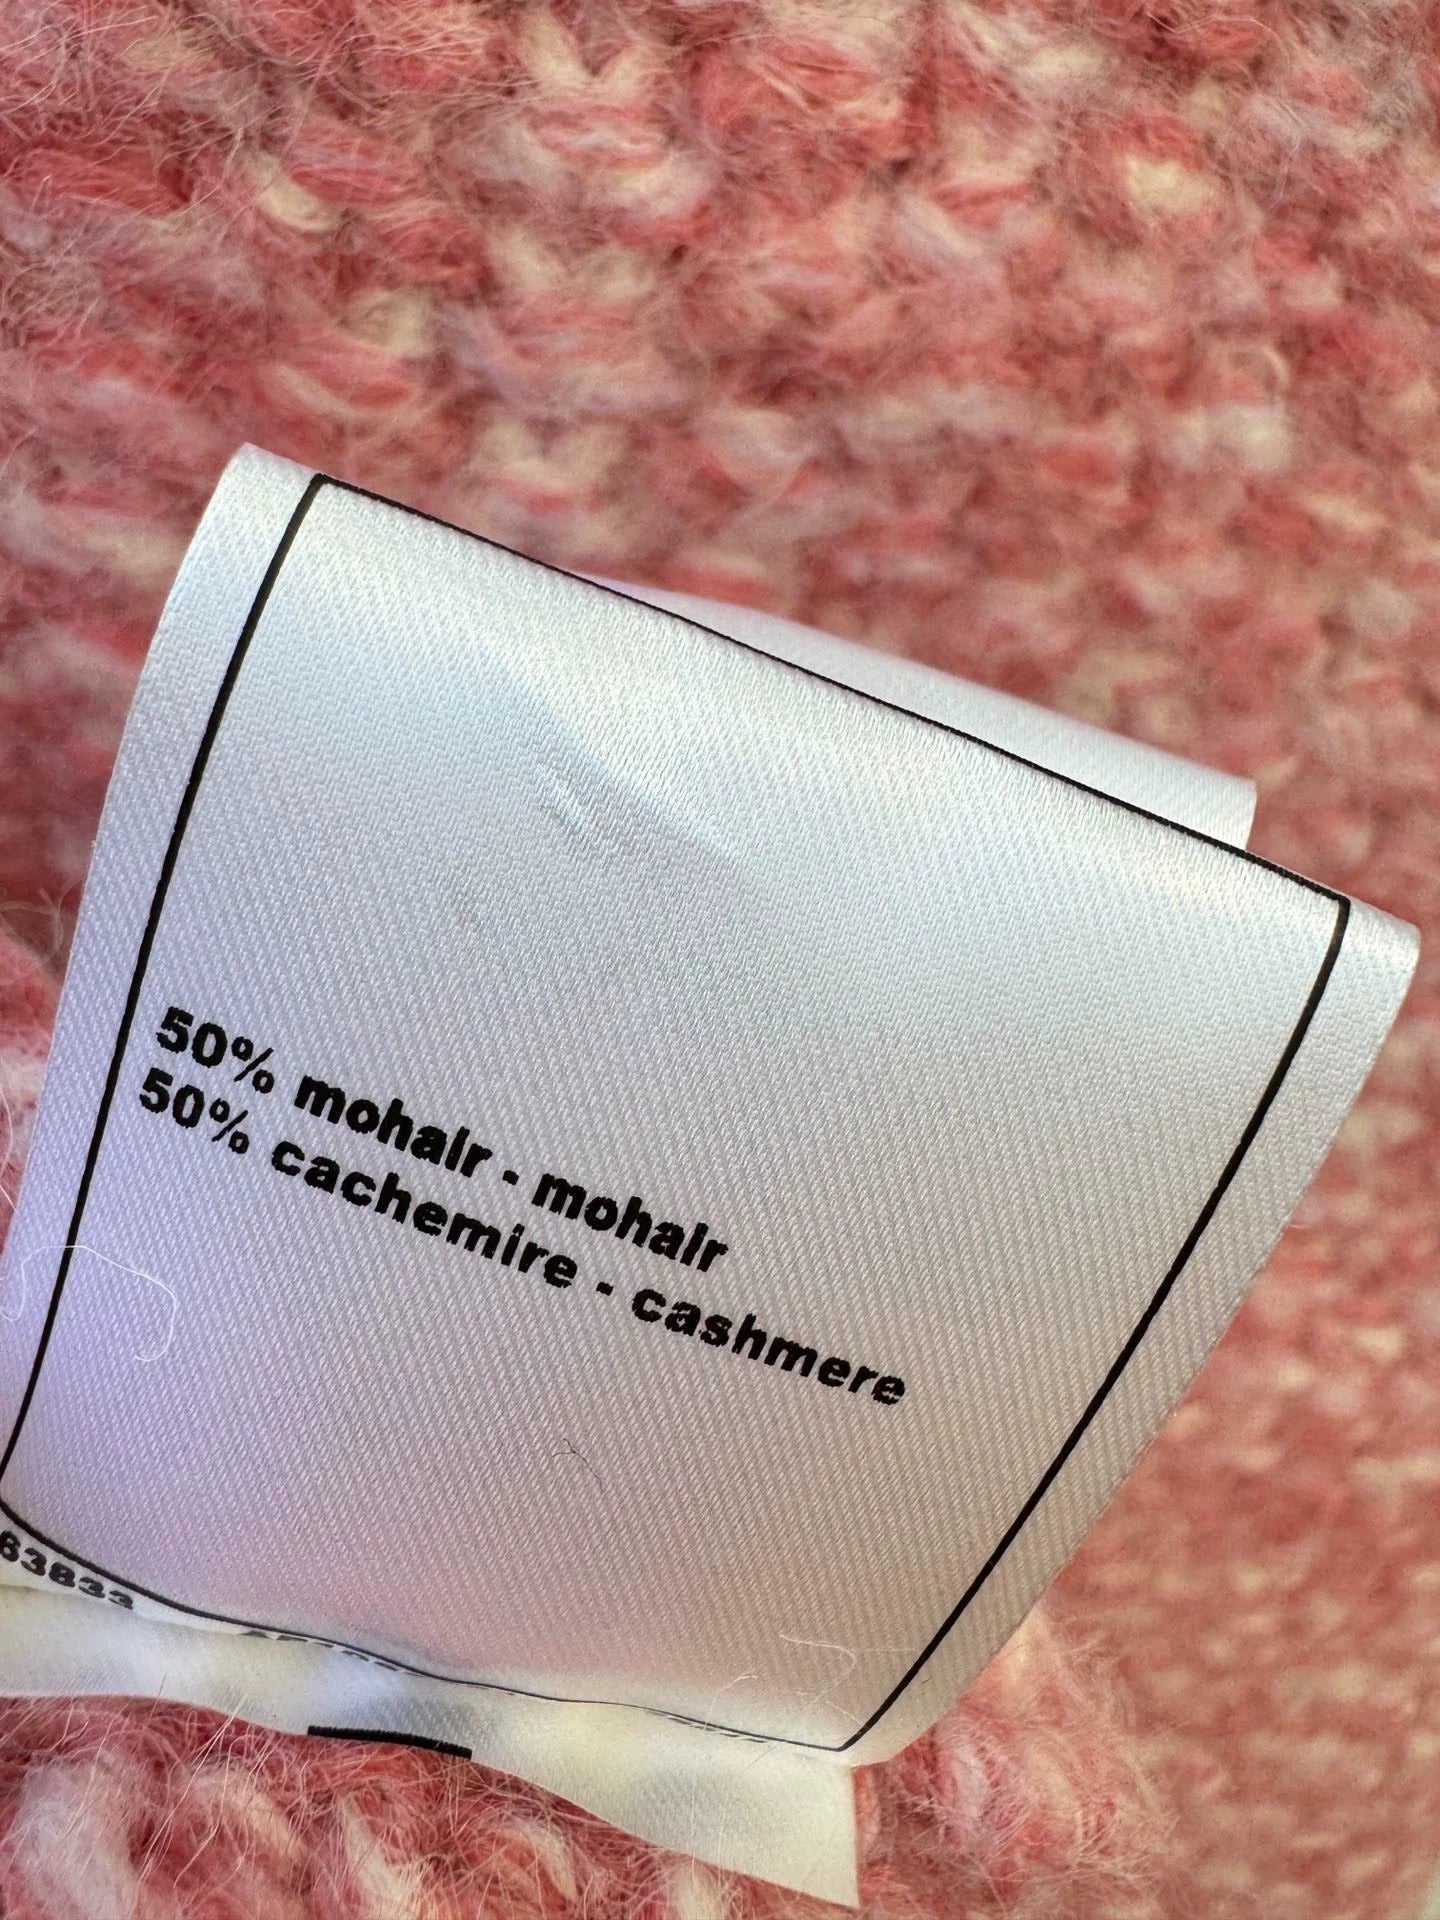 50% mohair - mohair
50% cachemire - cashmere
63833